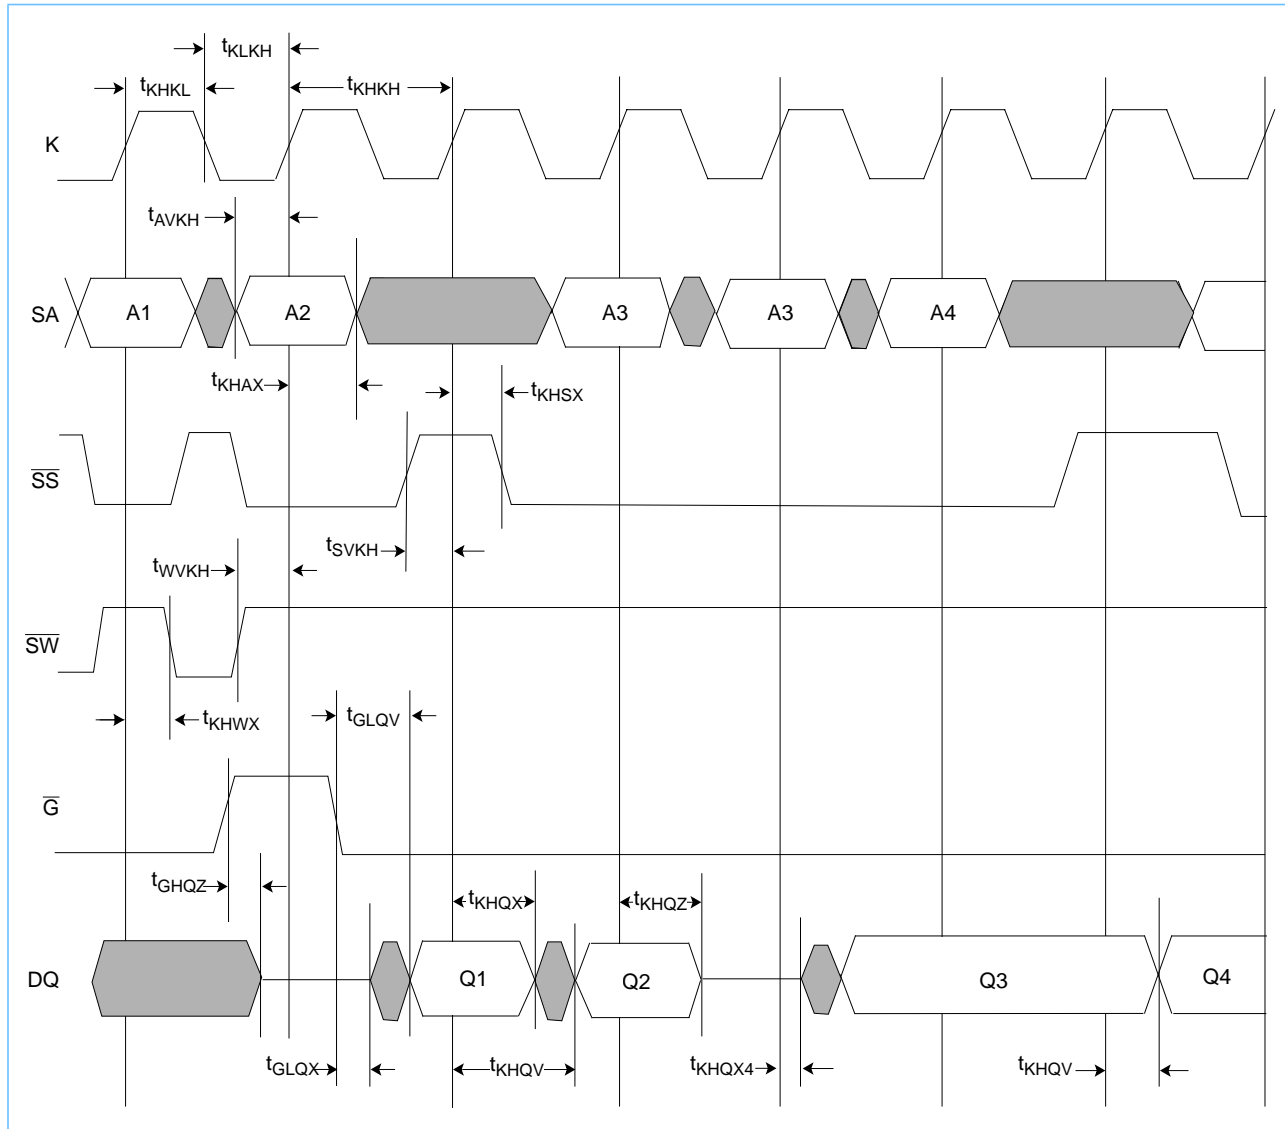 tKLKH
tKHKL
tKHKH
K
tAVKH
SA
A1
A2
A3
A3
A4
tKHAX
tKHSX
SS
tSVKH
tWVKH
SW
tKHWX
tGLQV
G
tGHQZ
tKHQX
tKHQZ
DQ
Q1
Q2
Q3
Q4
tGLQX
tKHQV
tKHQX4
tKHQV